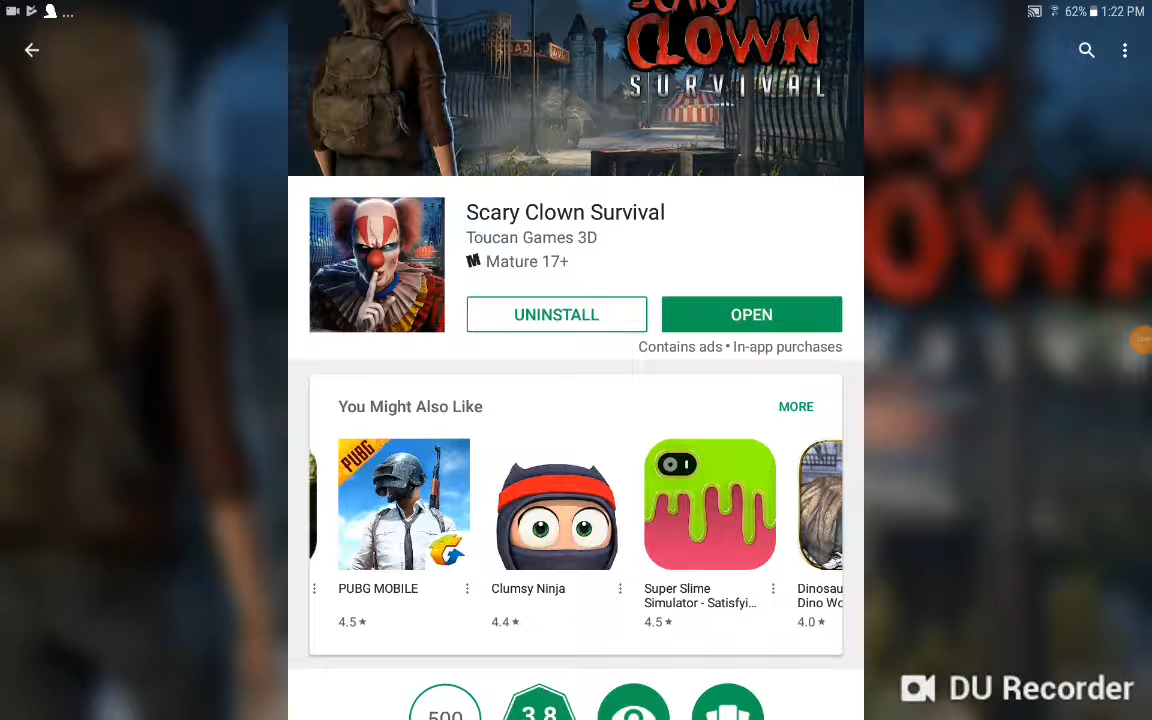 ...
62% 1:22 PM
SCARY
CLOWN
SURVIVAL
Scary Clown Survival
Toucan Games 3D
M Mature 17+
UNINSTALL
OPEN
Contains ads • In-app purchases
You Might Also Like
MORE
PUBG
PUBG MOBILE
4.5★
Clumsy Ninja
4.4★
Super Slime
Simulator - Satisfyi...
4.5★
Dinosau
Dino Wo
4.0★
500
3.8
DU Recorder